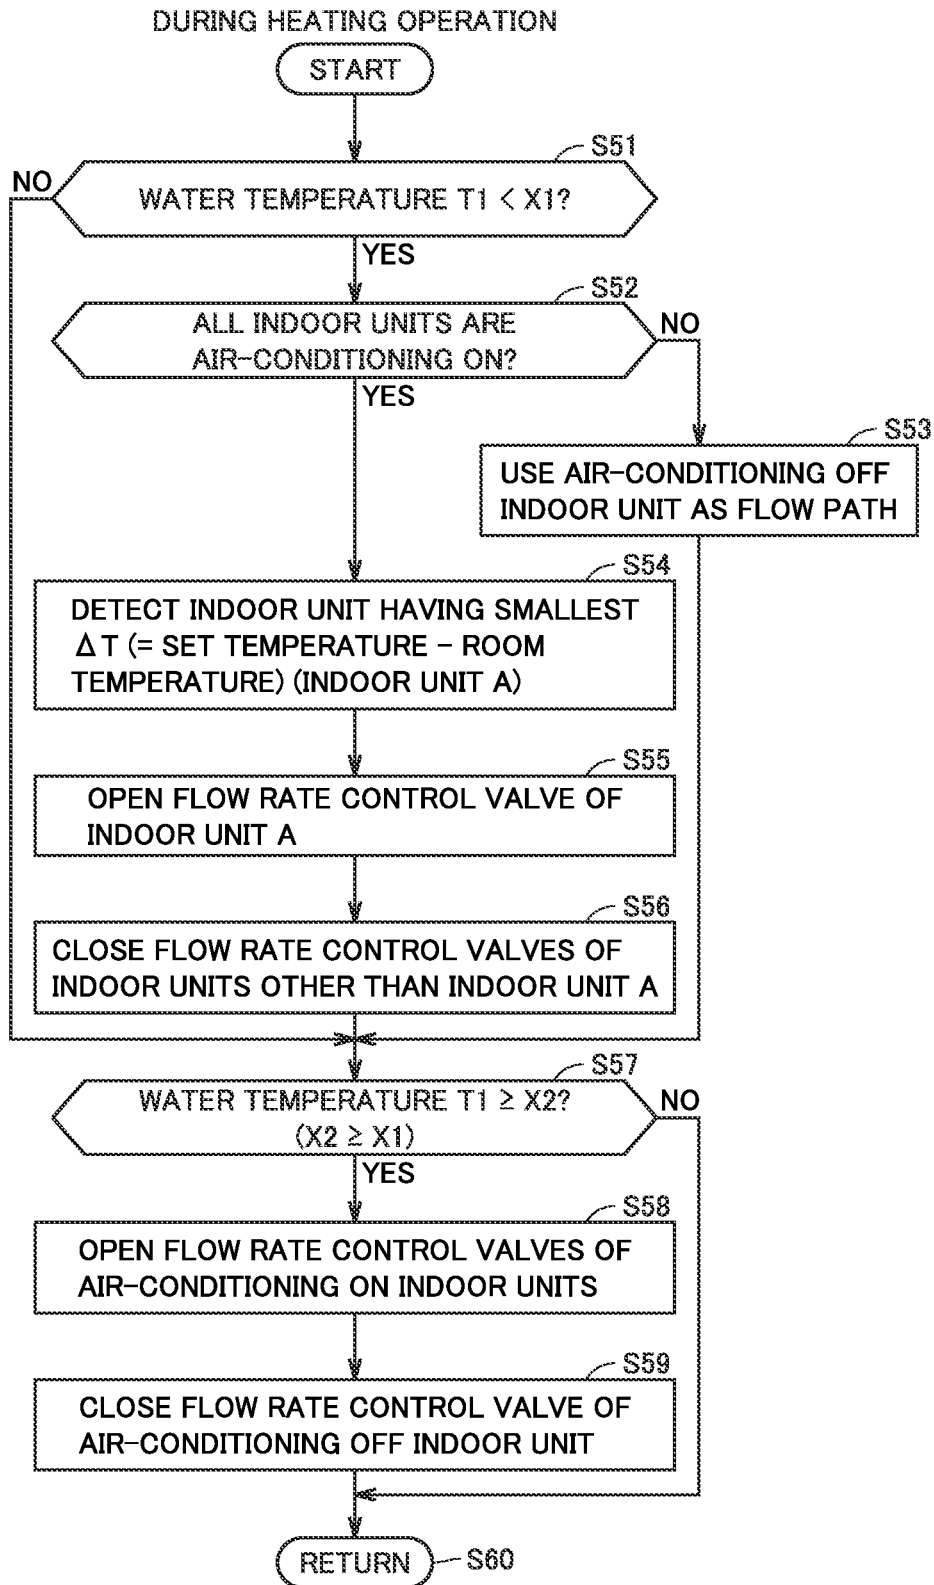 DURING HEATING OPERATION
START
S51
NO
WATER TEMPERATURE T1 < X1?
YES
S52
ALL INDOOR UNITS ARE
AIR-CONDITIONING ON?
NO
YES
S53
USE AIR-CONDITIONING OFF
INDOOR UNIT AS FLOW PATH
S54
DETECT INDOOR UNIT HAVING SMALLEST
ΔT (= SET TEMPERATURE - ROOM
TEMPERATURE) (INDOOR UNIT A)
S55
OPEN FLOW RATE CONTROL VALVE OF
INDOOR UNIT A
S56
CLOSE FLOW RATE CONTROL VALVES OF
INDOOR UNITS OTHER THAN INDOOR UNIT A
S57
WATER TEMPERATURE T1 ≥ X2?
(X2 ≥ X1)
NO
YES
S58
OPEN FLOW RATE CONTROL VALVES OF
AIR-CONDITIONING ON INDOOR UNITS
S59
CLOSE FLOW RATE CONTROL VALVE OF
AIR-CONDITIONING OFF INDOOR UNIT
RETURN
S60